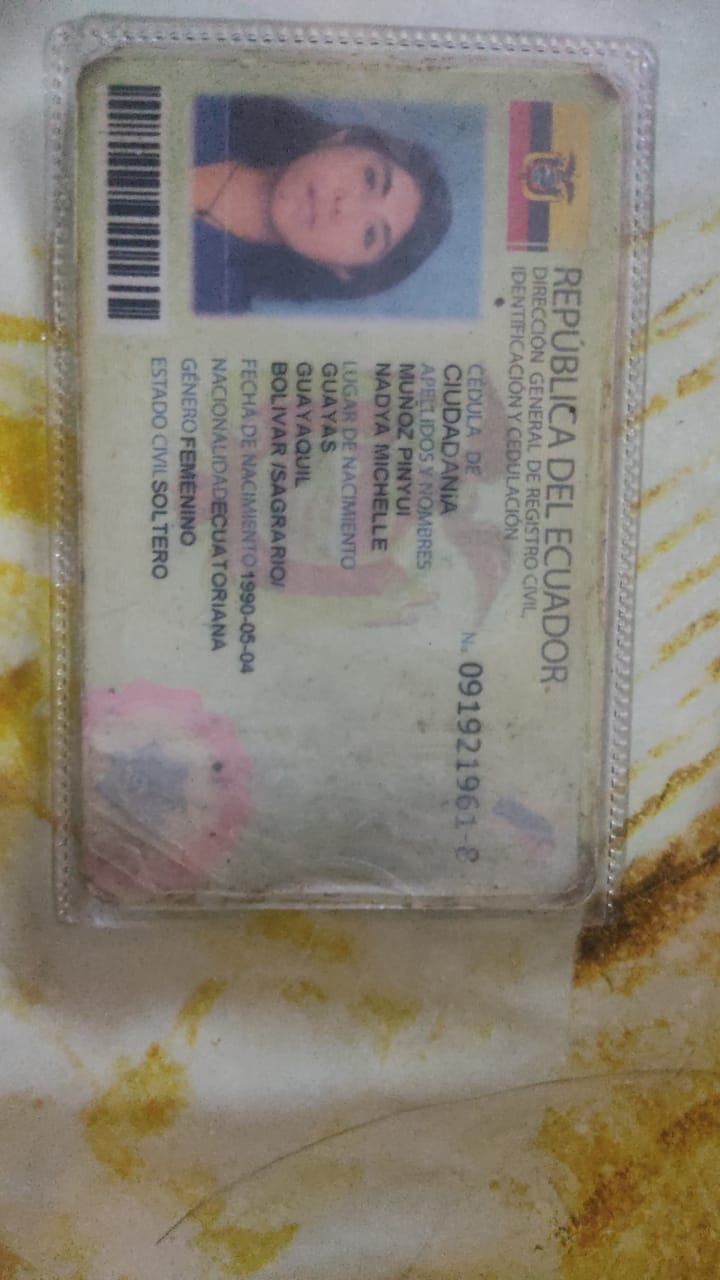 REPÚBLICA DEL ECUADOR
DIRECCIÓN GENERAL DE REGISTRO CIVIL,
IDENTIFICACIÓN Y CEDULACIÓN
CÉDULA DE
CIUDADANIA
No. 091921961-8
APELLIDOS Y NOMBRES
MUÑOZ PINYUI
NADYA MICHELLE
LUGAR DE NACIMIENTO
GUAYAS
GUAYAQUIL
BOLIVAR /SAGRARIO/
FECHA DE NACIMIENTO 1990-05-04
NACIONALIDAD ECUATORIANA
GÉNERO FEMENINO
ESTADO CIVIL SOLTERO